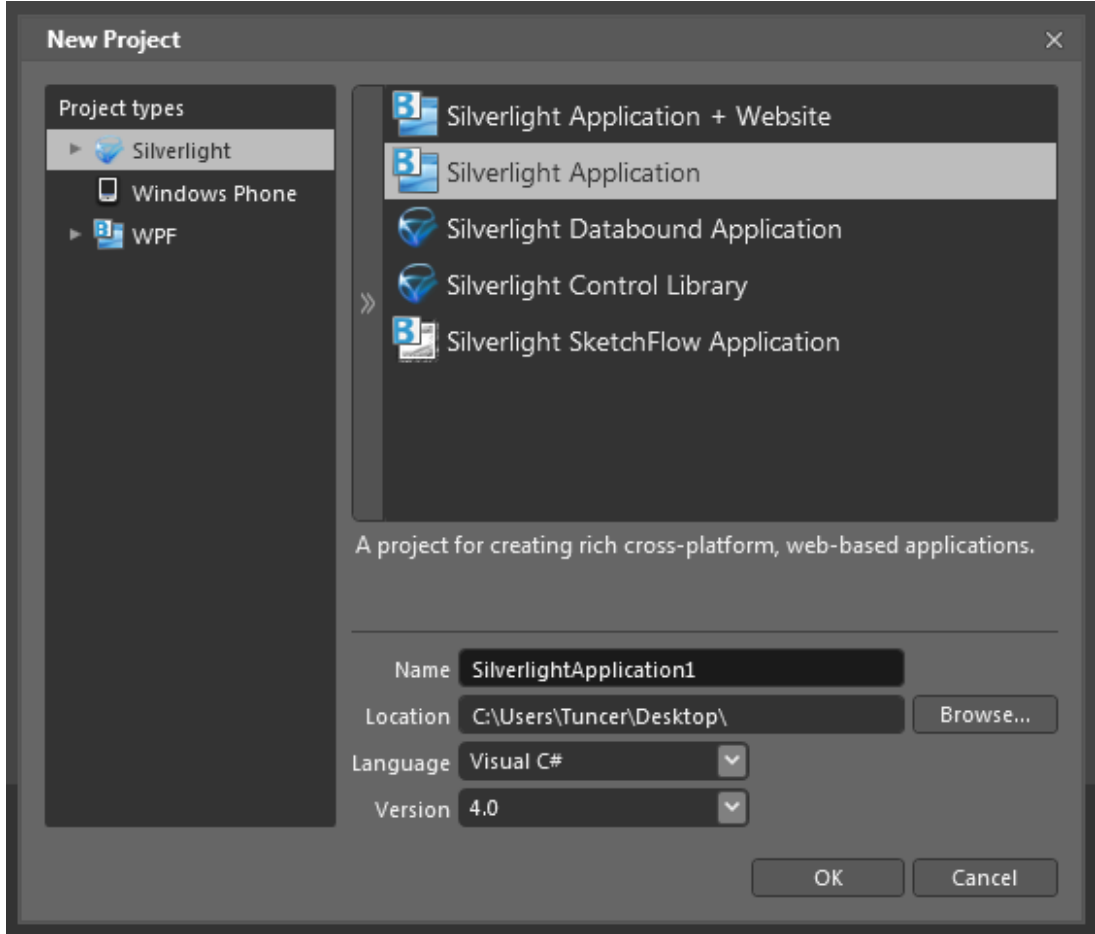 New Project
Project types
Silverlight
Windows Phone
WPF
Silverlight Application + Website
Silverlight Application
Silverlight Databound Application
Silverlight Control Library
Silverlight SketchFlow Application
A project for creating rich cross-platform, web-based applications.
Name SilverlightApplication1
Location C:\Users\Tuncer\Desktop\ Browse...
Language Visual C#
Version 4.0
OK Cancel